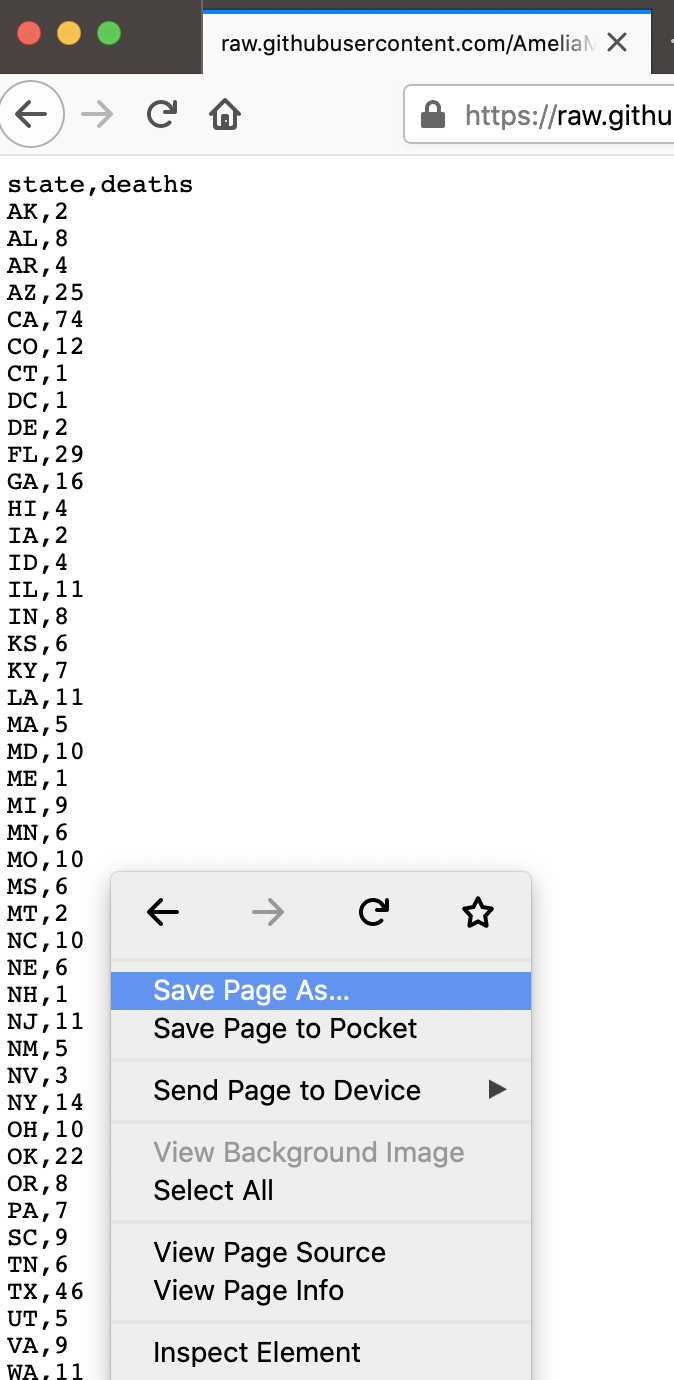 raw.githubusercontent.com/Amelia
https://raw.githu
state,deaths
AK,2
AL,8
AR,4
AZ,25
CA,74
CO,12
CT,1
DC,1
DE,2
FL,29
GA,16
HI,4
IA,2
ID,4
IL,11
IN,8
KS,6
KY,7
LA,11
MA,5
MD,10
ME,1
MI,9
MN,6
MO,10
MS,6
MT,2
NC,10
NE,6
NH,1
NJ,11
NM,5
NV,3
NY,14
OH,10
OK,22
OR,8
PA,7
SC,9
TN,6
TX,46
UT,5
VA,9
WA,11
Save Page As...
Save Page to Pocket
Send Page to Device
View Background Image
Select All
View Page Source
View Page Info
Inspect Element